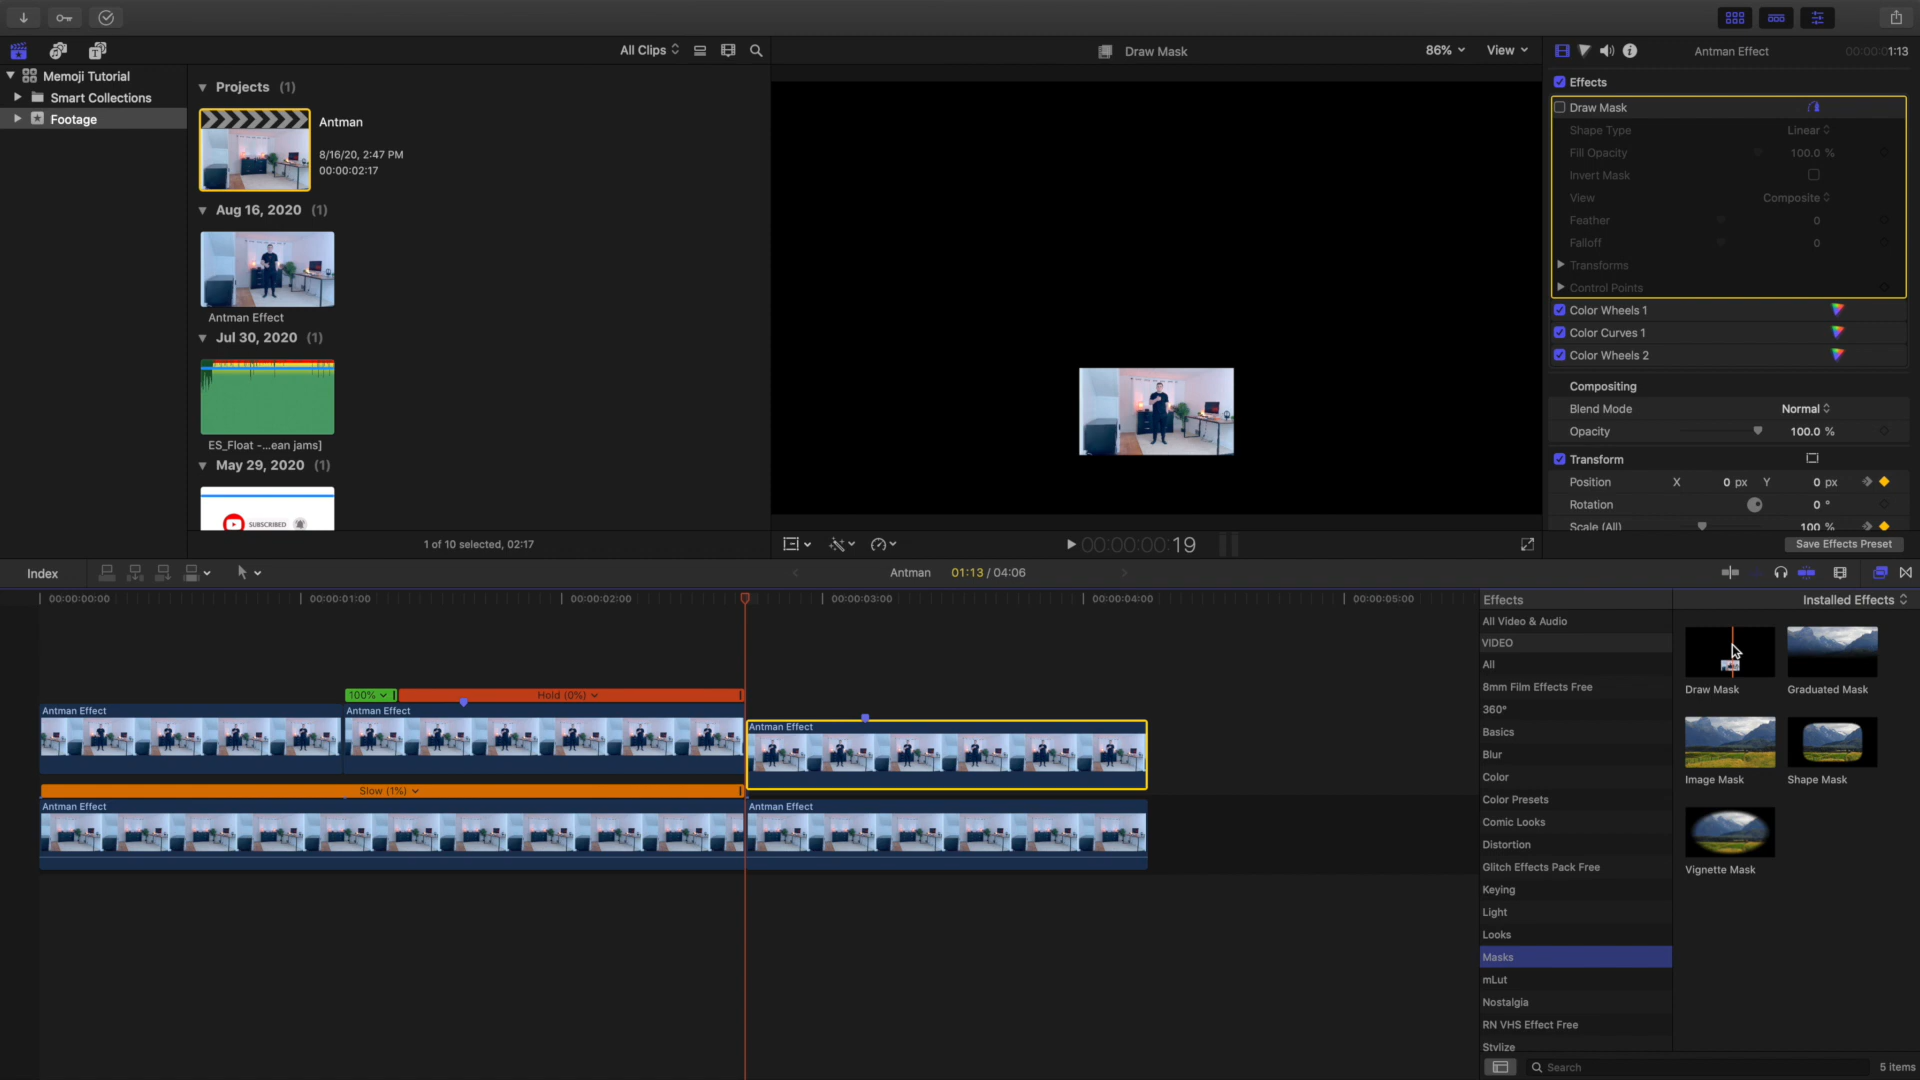 All Clips
Draw Mask
86%
View
Antman Effect
00:00:01:13
Memoji Tutorial
Smart Collections
Footage
Projects (1)
Antman
8/16/20, 2:47 PM
00:00:02:17
Aug 16, 2020 (1)
Antman Effect
Jul 30, 2020 (1)
ES_Float -...ean jams]
May 29, 2020 (1)
SUBSCRIBED
1 of 10 selected, 02:17
00:00:00:19
Effects
Draw Mask
Shape Type Linear
Fill Opacity 100.0 %
Invert Mask
View Composite
Feather 0
Falloff 0
Transforms
Control Points
Color Wheels 1
Color Curves 1
Color Wheels 2
Compositing
Blend Mode Normal
Opacity 100.0 %
Transform
Position X 0 px Y 0 px
Rotation 0 °
Scale (All) 100 %
Save Effects Preset
Index
Antman 01:13 / 04:06
00:00:00:00
00:00:01:00
00:00:02:00
00:00:03:00
00:00:04:00
00:00:05:00
100%
Hold (0%)
Antman Effect
Antman Effect
Antman Effect
Slow (1%)
Antman Effect
Antman Effect
Effects
Installed Effects
All Video & Audio
VIDEO
All
8mm Film Effects Free
360°
Basics
Blur
Color
Color Presets
Comic Looks
Distortion
Glitch Effects Pack Free
Keying
Light
Looks
Masks
mLut
Nostalgia
RN VHS Effect Free
Stylize
Draw Mask
Graduated Mask
Image Mask
Shape Mask
Vignette Mask
Search
5 items